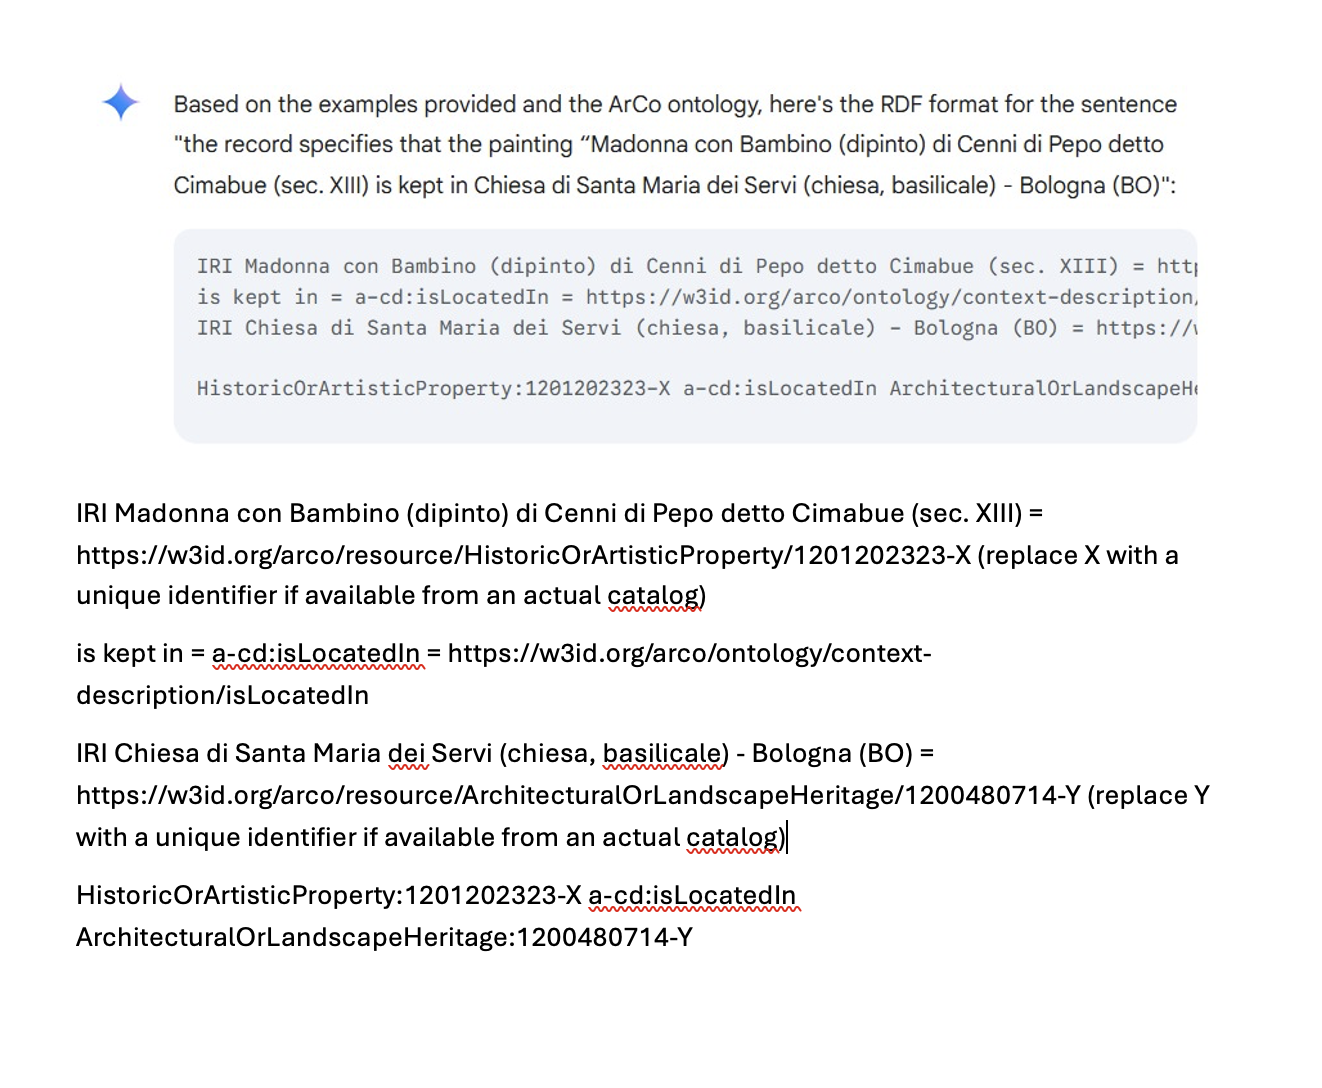 Based on the examples provided and the ArCo ontology, here's the RDF format for the sentence
"the record specifies that the painting “Madonna con Bambino (dipinto) di Cenni di Pepo detto
Cimabue (sec. XIII) is kept in Chiesa di Santa Maria dei Servi (chiesa, basilicale) - Bologna (BO)":
IRI Madonna con Bambino (dipinto) di Cenni di Pepo detto Cimabue (sec. XIII) = http
is kept in = a-cd:isLocatedIn = https://w3id.org/arco/ontology/context-description/
IRI Chiesa di Santa Maria dei Servi (chiesa, basilicale) - Bologna (BO) = https://w
HistoricOrArtisticProperty:1201202323-X a-cd:isLocatedIn ArchitecturalOrLandscapeHe
IRI Madonna con Bambino (dipinto) di Cenni di Pepo detto Cimabue (sec. XIII) =
https://w3id.org/arco/resource/HistoricOrArtisticProperty/1201202323-X (replace X with a
unique identifier if available from an actual catalog)
is kept in = a-cd:isLocatedIn = https://w3id.org/arco/ontology/context-
description/isLocatedIn
IRI Chiesa di Santa Maria dei Servi (chiesa, basilicale) - Bologna (BO) =
https://w3id.org/arco/resource/ArchitecturalOrLandscapeHeritage/1200480714-Y (replace Y
with a unique identifier if available from an actual catalog)
HistoricOrArtisticProperty:1201202323-X a-cd:isLocatedIn
ArchitecturalOrLandscapeHeritage:1200480714-Y